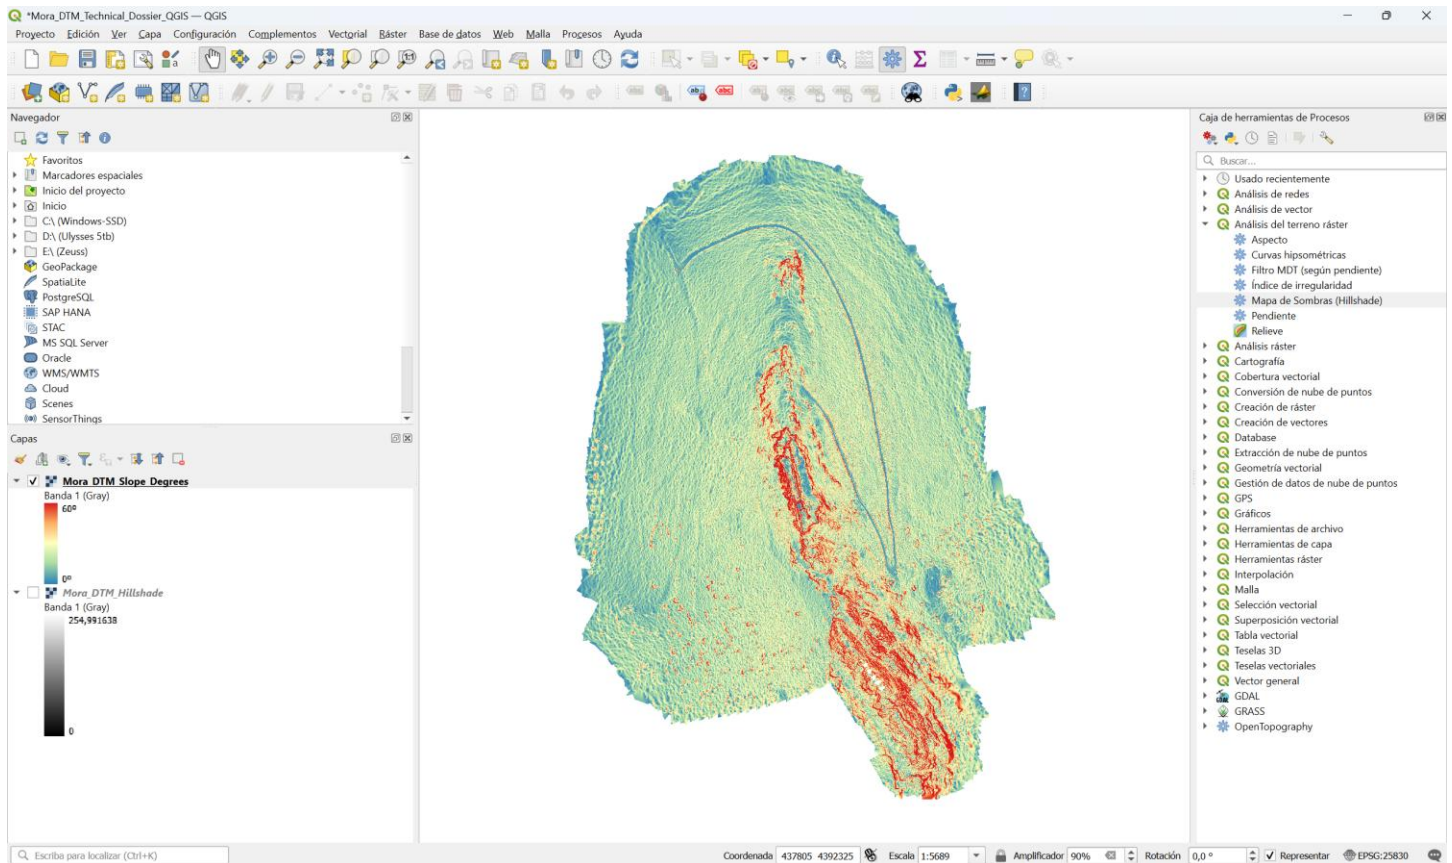 *Mora_DTM_Technical_Dossier_QGIS — QGIS
Proyecto Edición Ver Capa Configuración Complementos Vectorial Ráster Base de datos Web Malla Procesos Ayuda
Navegador
Favoritos
Marcadores espaciales
Inicio del proyecto
Inicio
C:\ (Windows-SSD)
D:\ (Ulysses 5tb)
E:\ (Zeuss)
GeoPackage
SpatiaLite
PostgreSQL
SAP HANA
STAC
MS SQL Server
Oracle
WMS/WMTS
Cloud
Scenes
SensorThings
Capas
Mora DTM Slope Degrees
Banda 1 (Gray)
60º
0º
Mora_DTM_Hillshade
Banda 1 (Gray)
254,991638
0
Caja de herramientas de Procesos
Buscar...
Usado recientemente
Análisis de redes
Análisis de vector
Análisis del terreno ráster
Aspecto
Curvas hipsométricas
Filtro MDT (según pendiente)
Índice de irregularidad
Mapa de Sombras (Hillshade)
Pendiente
Relieve
Análisis ráster
Cartografía
Cobertura vectorial
Conversión de nube de puntos
Creación de ráster
Creación de vectores
Database
Extracción de nube de puntos
Geometría vectorial
Gestión de datos de nube de puntos
GPS
Gráficos
Herramientas de archivo
Herramientas de capa
Herramientas ráster
Interpolación
Malla
Selección vectorial
Superposición vectorial
Tabla vectorial
Teselas 3D
Teselas vectoriales
Vector general
GDAL
GRASS
OpenTopography
Escriba para localizar (Ctrl+K)
Coordenada 437805 4392325 Escala 1:5689 Amplificador 90% Rotación 0,0 ° Representar EPSG:25830